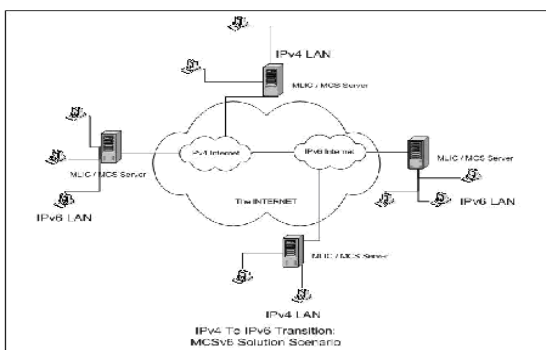 IPv4 LAN
MLIC / MCS Server
IPv4 Internet
IPV6 Internet
MLIC / MCS Server
MLIC / MCS Server
IPv6 LAN
IPv6 LAN
The INTERNET
MLIC / MCS Server
IPv4 LAN
IPv4 To IPv6 Transition:
MCSv6 Solution Scenario